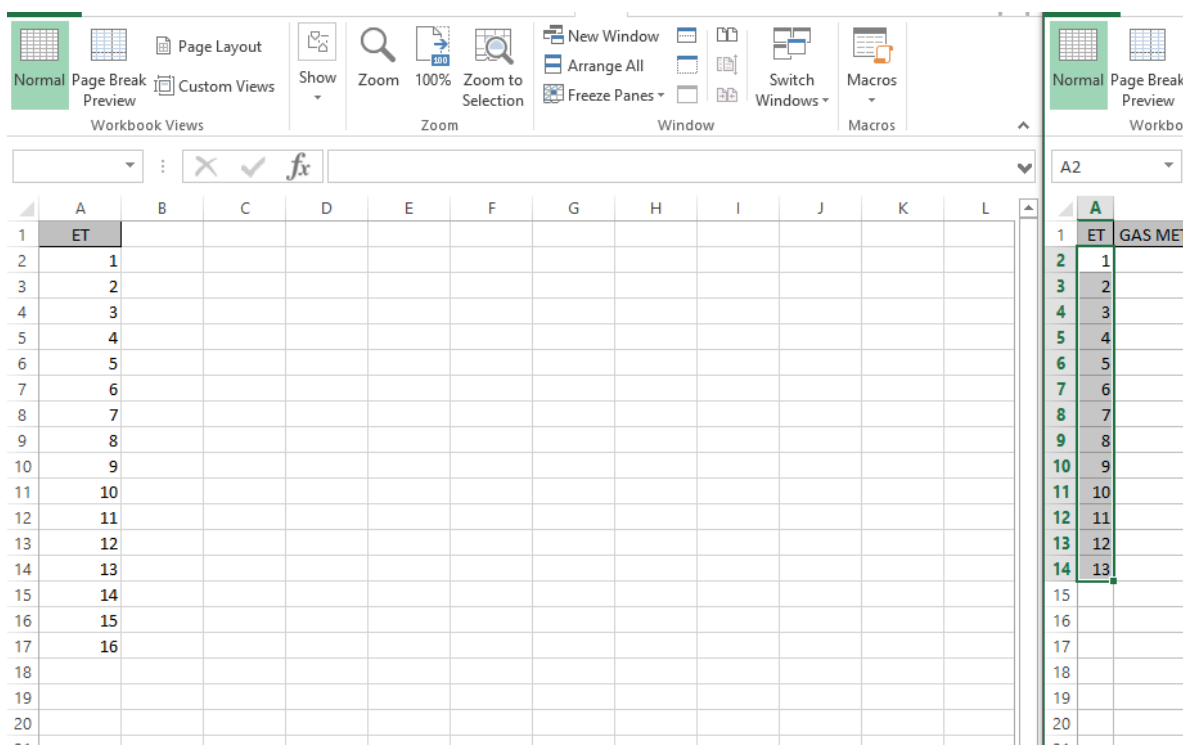 Normal
Page Break
Preview
Page Layout
Custom Views
Workbook Views
Show
Zoom
100
100%
Zoom to
Selection
Zoom
New Window
Arrange All
Freeze Panes
Switch
Windows
Window
Macros
Macros
fx
A B C D E F G H I J K L
1 ET
2 1
3 2
4 3
5 4
6 5
7 6
8 7
9 8
10 9
11 10
12 11
13 12
14 13
15 14
16 15
17 16
18
19
20
Normal
Page Break
Preview
Workbo
A2
A
1 ET GAS MET
2 1
3 2
4 3
5 4
6 5
7 6
8 7
9 8
10 9
11 10
12 11
13 12
14 13
15
16
17
18
19
20